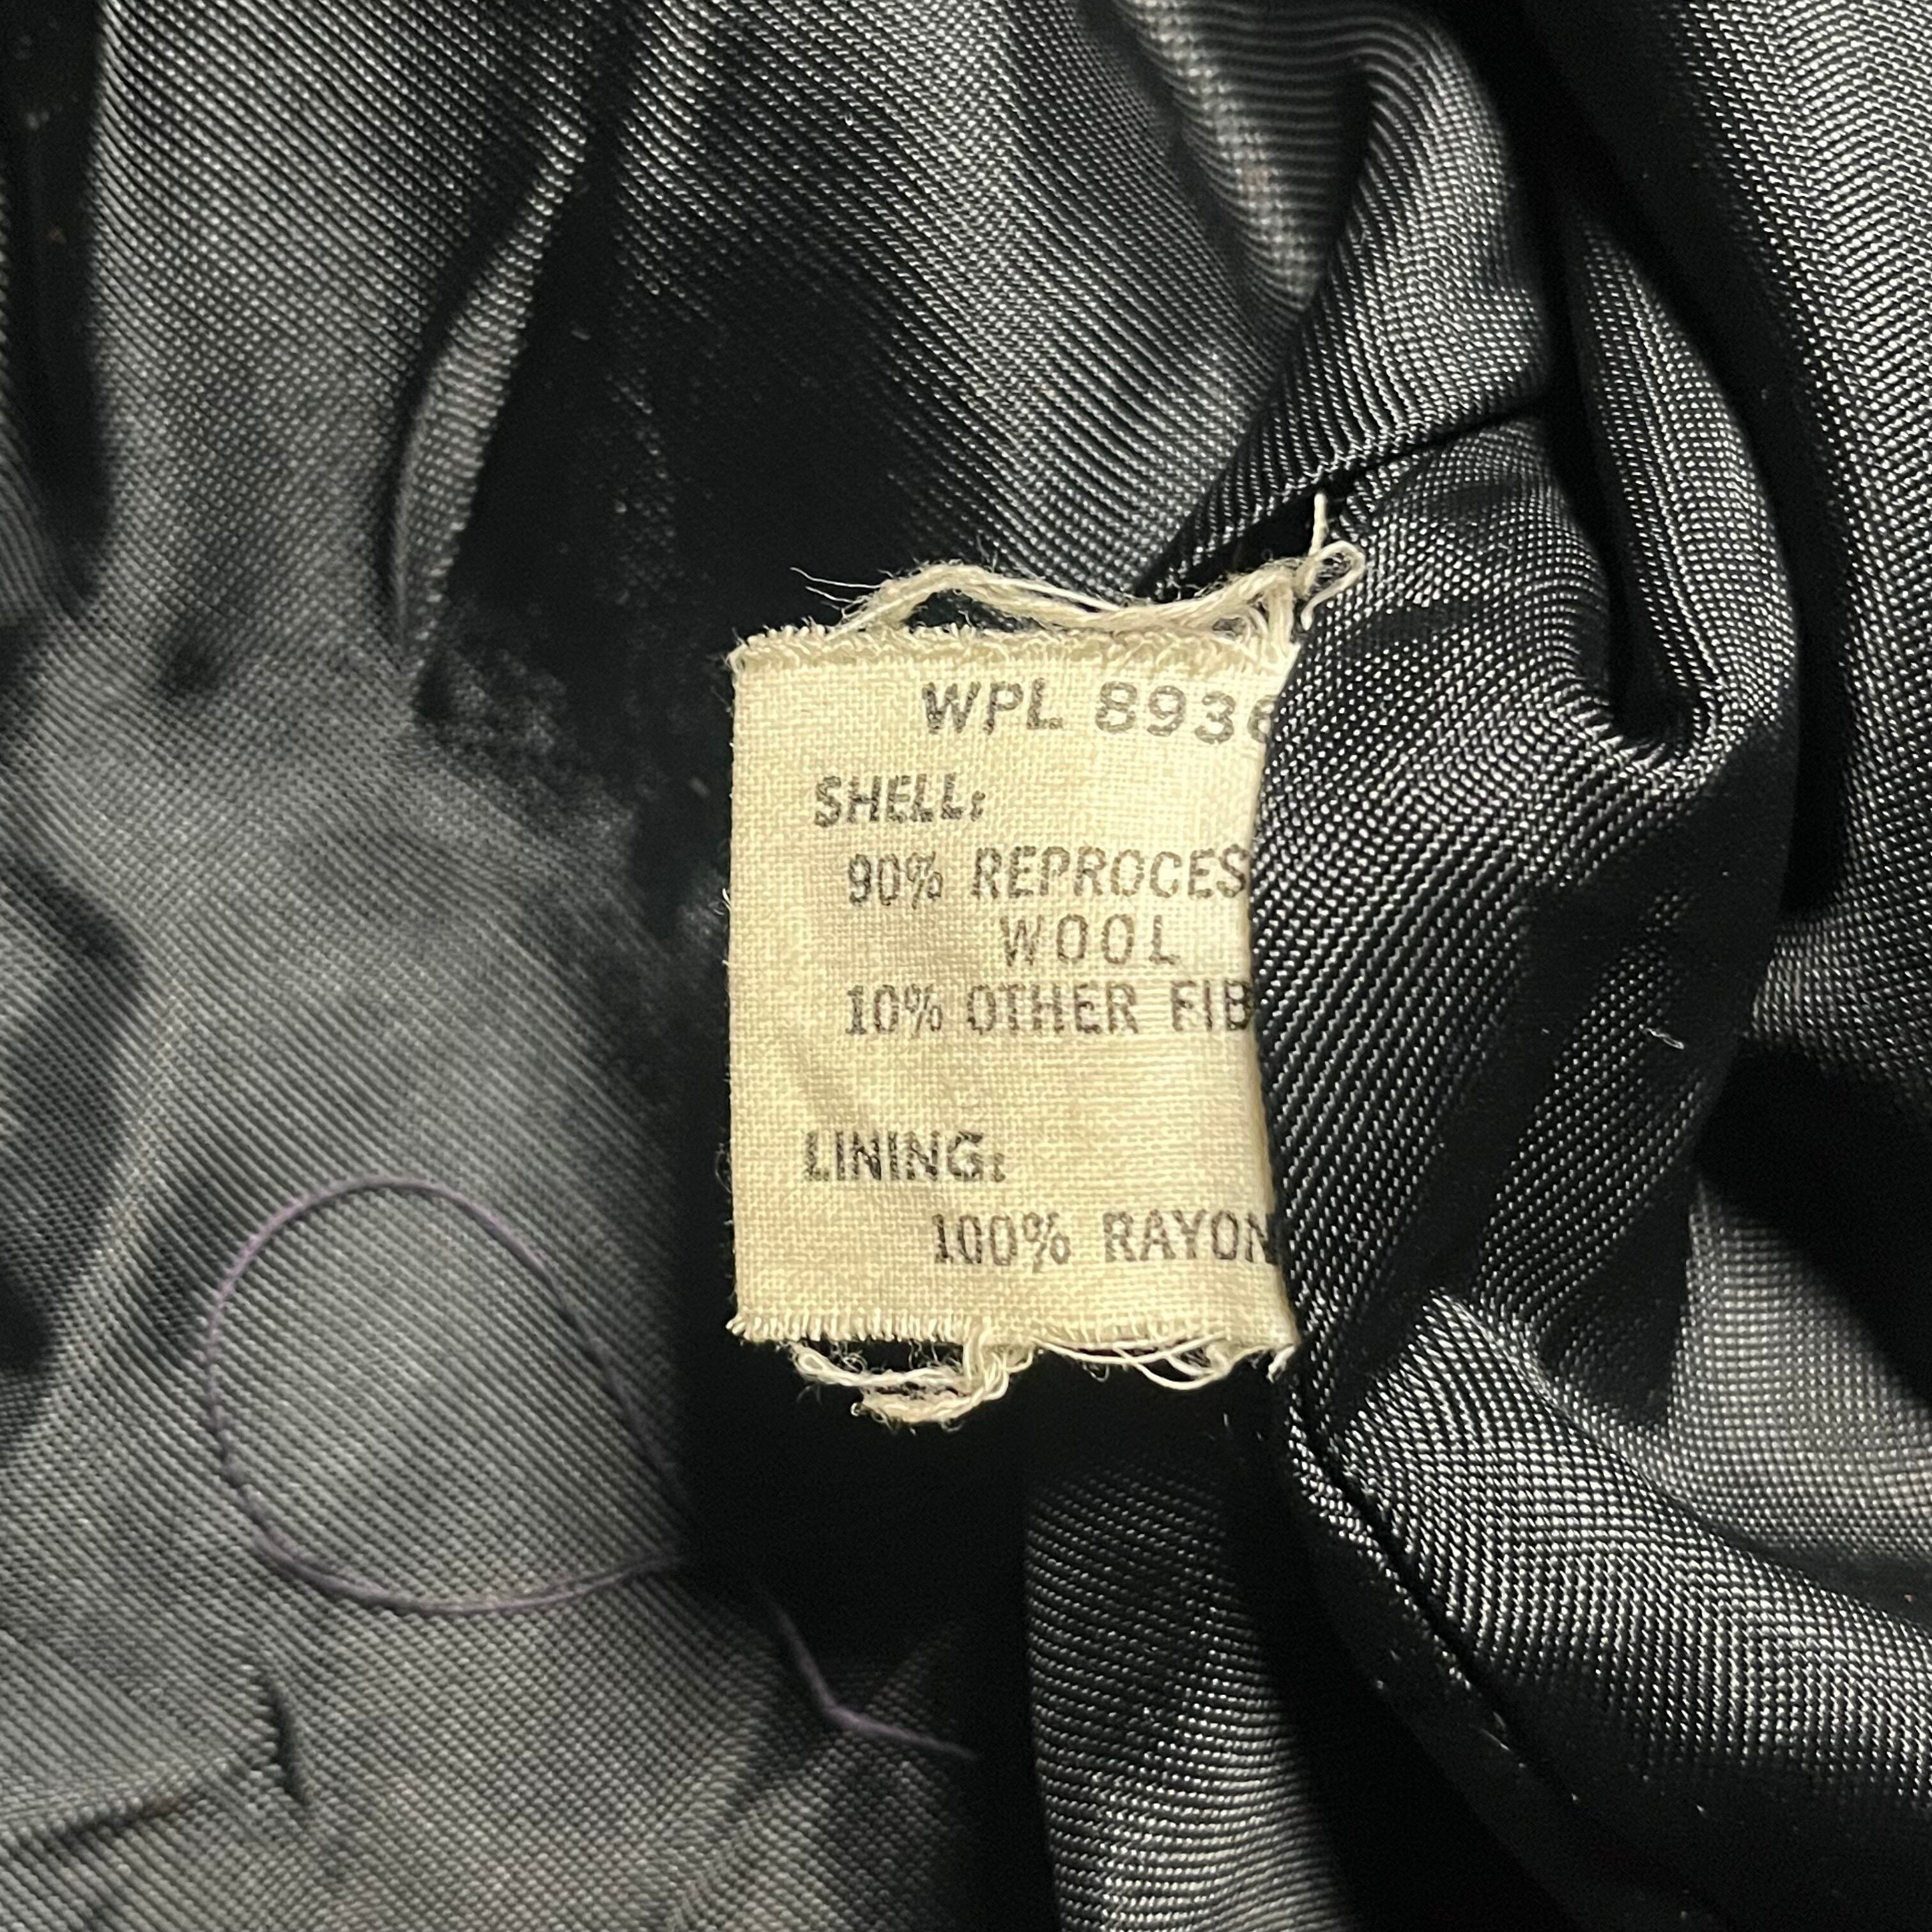 WPL 8936
SHELL:
90% REPROCES
WOOL
10% OTHER FIB
LINING:
100% RAYON